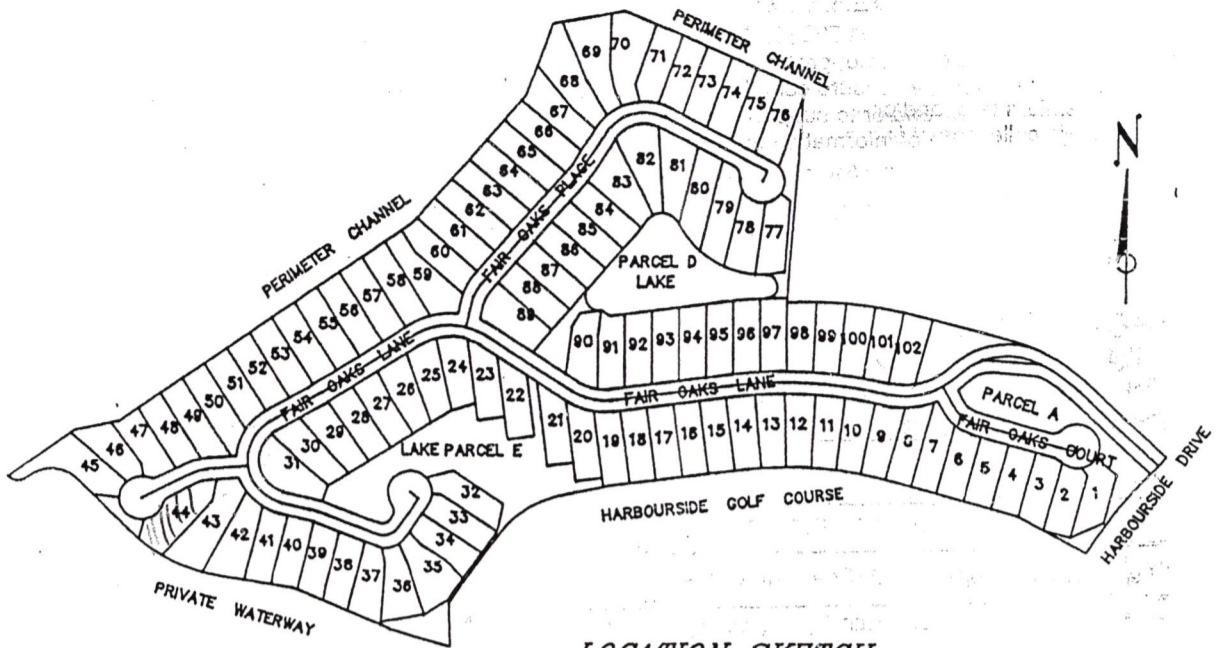 PERIMETER CHANNEL
N
69 70 71 72 73 74 75 76
68
67
66
65
64
63
62
61
60
59
58
57
56
55
54
53
52
51
50
49
48
47
46
45
FAIR OAKS PLACE
82 81 80 79 78 77
83
84
85
86
87
88
89
PARCEL D
LAKE
PERIMETER CHANNEL
90 91 92 93 94 95 96 97 98 99 100 101 102
FAIR OAKS LANE
FAIR OAKS LANE
PARCEL A
FAIR OAKS COURT
31 30 29 28 27 26 25 24 23 22 21 20 19 18 17 16 15 14 13 12 11 10 9 8 7 6 5 4 3 2 1
LAKE PARCEL E
32
33
34
35
44 43 42 41 40 39 38 37 36
HARBOURSIDE GOLF COURSE
HARBOURSIDE DRIVE
PRIVATE WATERWAY
LOCATION SKETCH